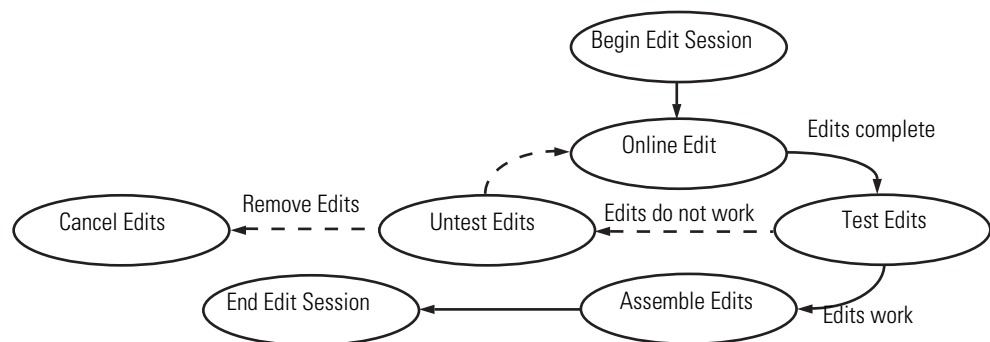 Begin Edit Session
Online Edit
Edits complete
Cancel Edits
Remove Edits
Untest Edits
Edits do not work
Test Edits
End Edit Session
Assemble Edits
Edits work